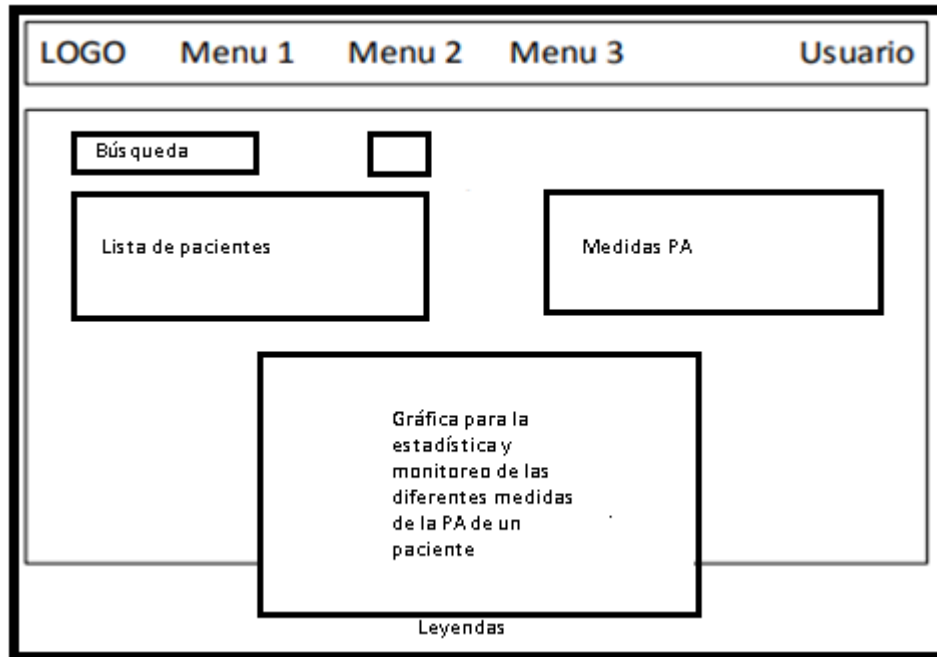 LOGO Menu 1 Menu 2 Menu 3 Usuario
Búsqueda
Lista de pacientes
Medidas PA
Gráfica para la
estadística y
monitoreo de las
diferentes medidas
de la PA de un
paciente
Leyendas